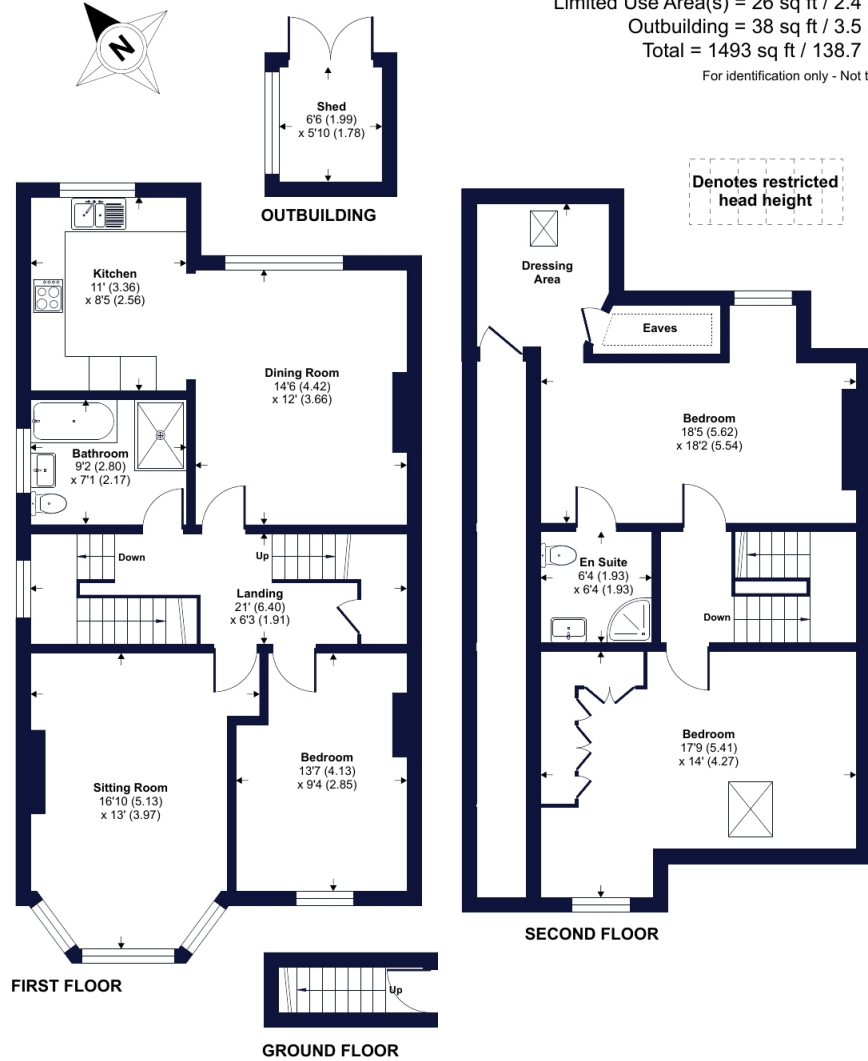 Limited Use Area(s) = 26 sq ft / 2.4
Outbuilding = 38 sq ft / 3.5
Total = 1493 sq ft / 138.7
For identification only - Not t
N
Shed
6'6 (1.99)
x 5'10 (1.78)
OUTBUILDING
Denotes restricted
head height
Kitchen
11' (3.36)
x 8'5 (2.56)
Dining Room
14'6 (4.42)
x 12' (3.66)
Bathroom
9'2 (2.80)
x 7'1 (2.17)
Down
Up
Landing
21' (6.40)
x 6'3 (1.91)
Sitting Room
16'10 (5.13)
x 13' (3.97)
Bedroom
13'7 (4.13)
x 9'4 (2.85)
FIRST FLOOR
Up
GROUND FLOOR
Dressing
Area
Eaves
Bedroom
18'5 (5.62)
x 18'2 (5.54)
En Suite
6'4 (1.93)
x 6'4 (1.93)
Down
Bedroom
17'9 (5.41)
x 14' (4.27)
SECOND FLOOR